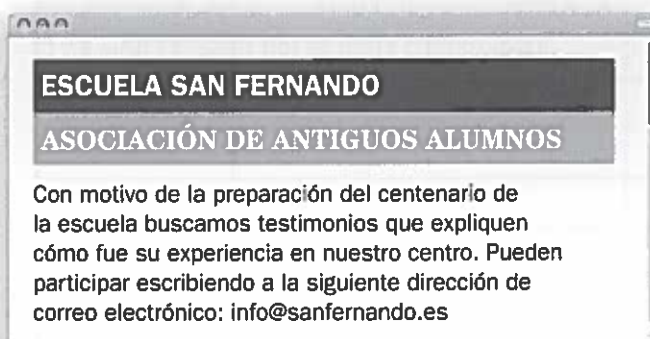 ESCUELA SAN FERNANDO
ASOCIACIÓN DE ANTIGUOS ALUMNOS
Con motivo de la preparación del centenario de
la escuela buscamos testimonios que expliquen
cómo fue su experiencia en nuestro centro. Pueden
participar escribiendo a la siguiente dirección de
correo electrónico: info@sanfernando.es